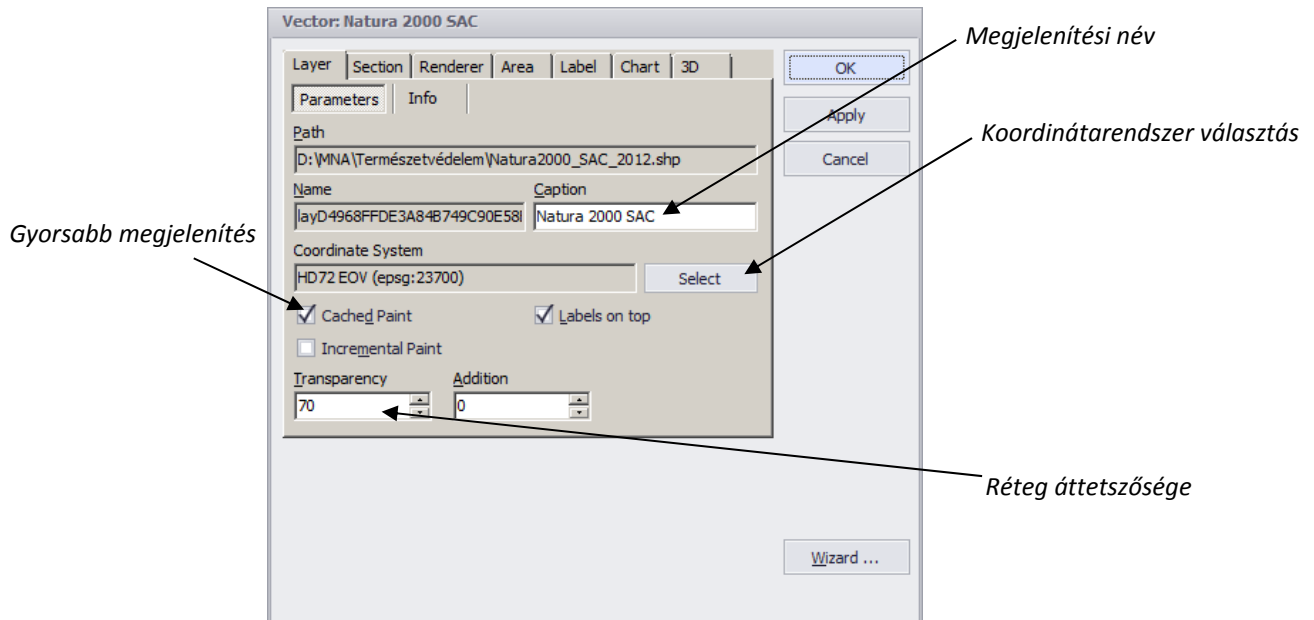 Vector: Natura 2000 SAC
Megjelenítési név
Layer Section Renderer Area Label Chart 3D
OK
Parameters Info
Apply
Path
Koordinátarendszer választás
D:\MNA\Természetvédelem\Natura2000_SAC_2012.shp
Cancel
Name Caption
layD4968FFDE3A84B749C90E58 Natura 2000 SAC
Gyorsabb megjelenítés
Coordinate System
HD72 EOV (epsg:23700) Select
Cached Paint Labels on top
Incremental Paint
Transparency Addition
70 0
Réteg áttetszősége
Wizard ...